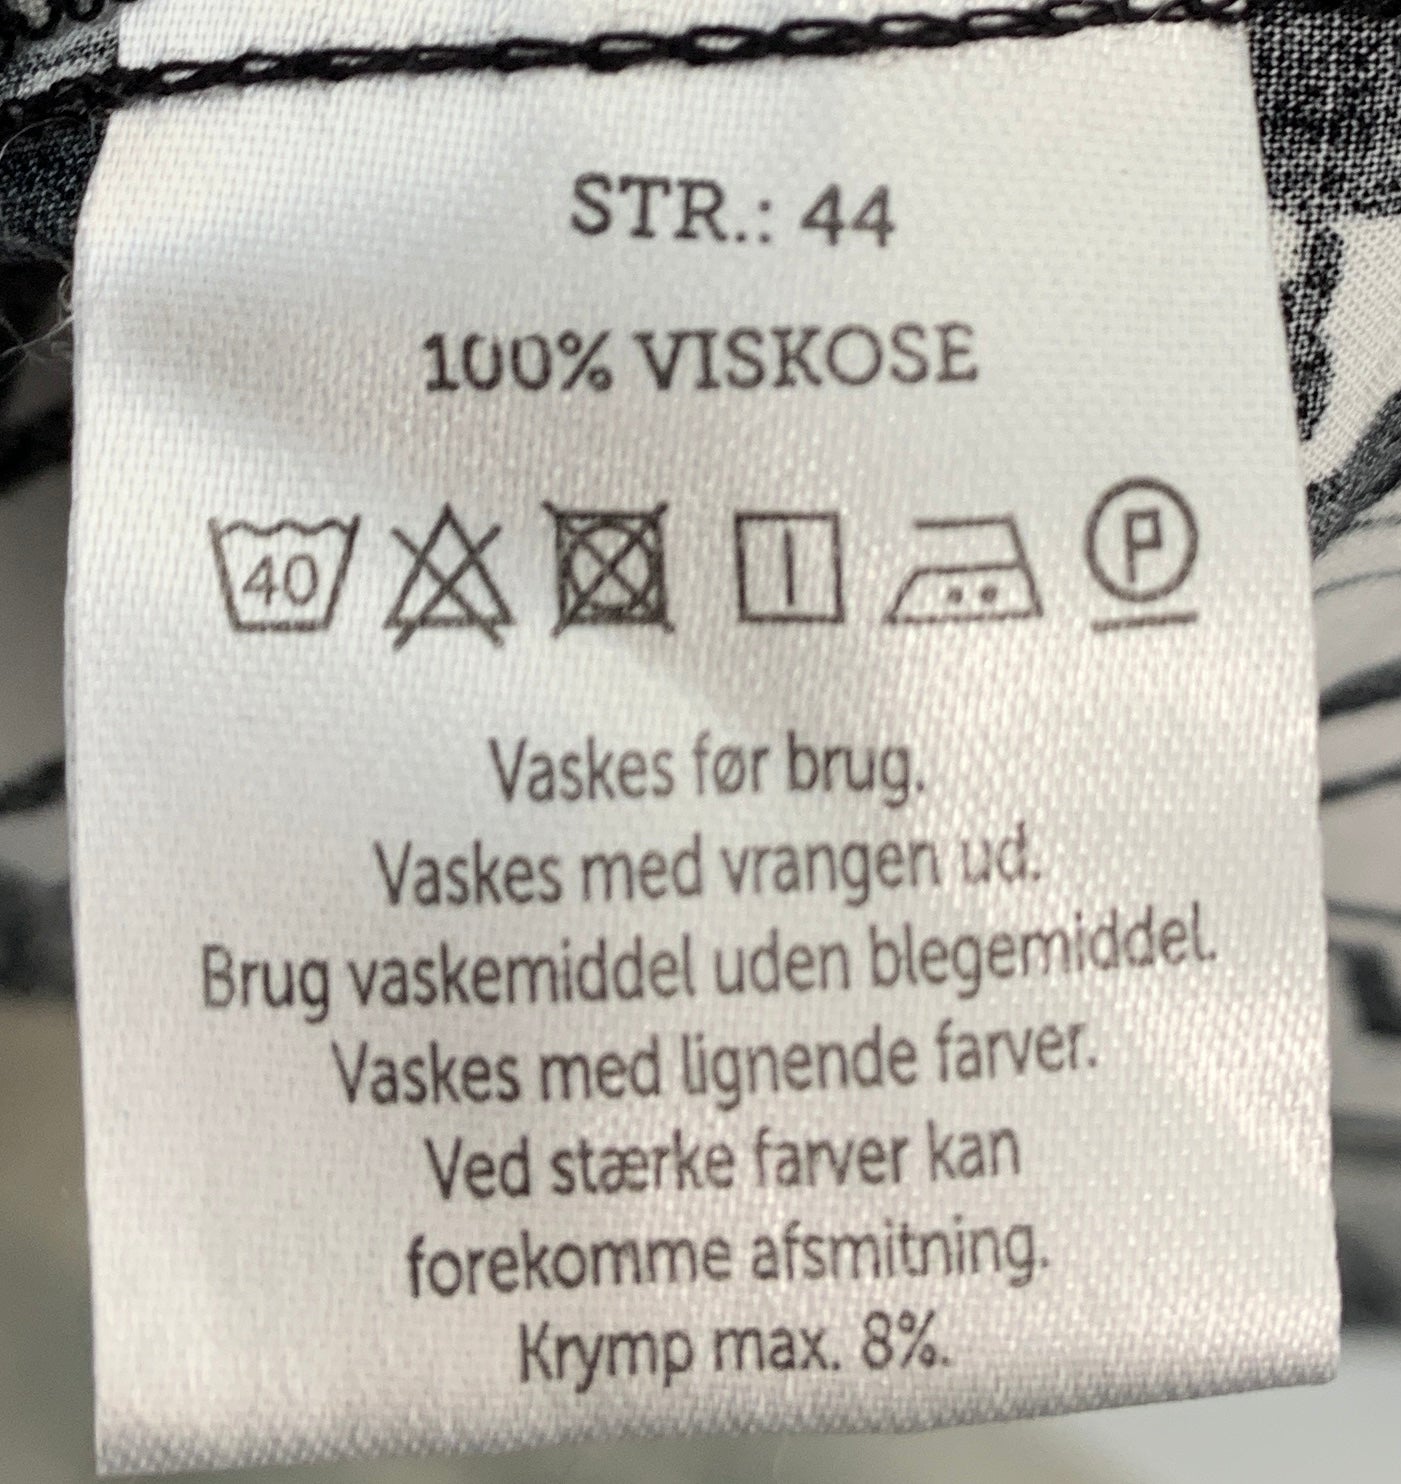 STR.: 44
100% VISKOSE
40 P
Vaskes før brug.
Vaskes med vrangen ud.
Brug vaskemiddel uden blegemiddel.
Vaskes med lignende farver.
Ved stærke farver kan
forekomme afsmitning.
Krymp max. 8%.